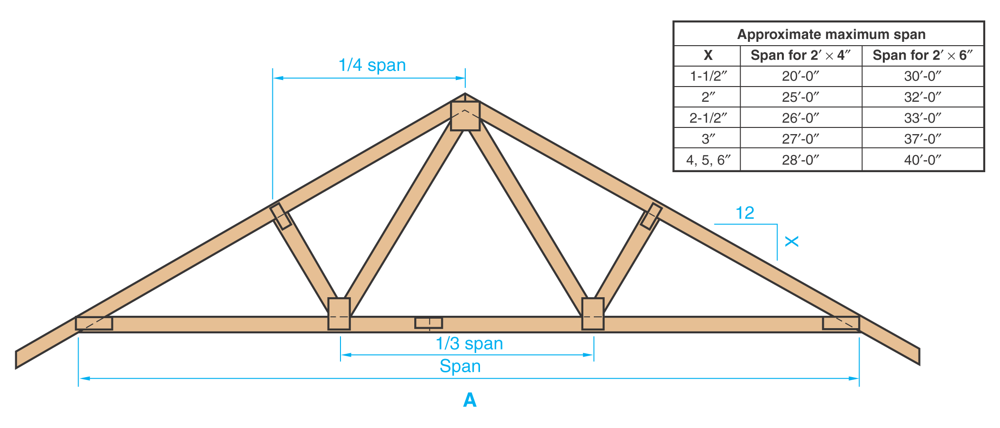 Approximate maximum span
X Span for 2′ × 4″ Span for 2′ × 6″
1-1/2″ 20′-0″ 30′-0″
2″ 25′-0″ 32′-0″
2-1/2″ 26′-0″ 33′-0″
3″ 27′-0″ 37′-0″
4, 5, 6″ 28′-0″ 40′-0″
1/4 span
12
X
1/3 span
Span
A